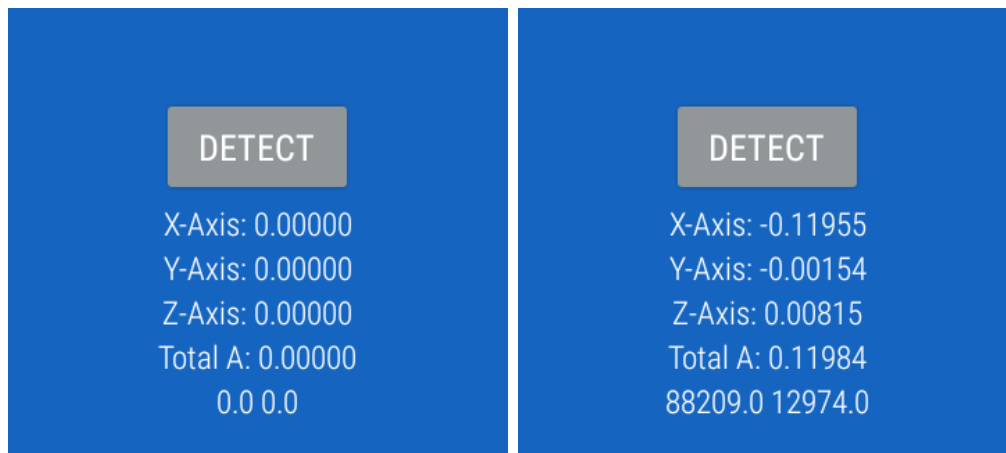 DETECT
X-Axis: 0.00000
Y-Axis: 0.00000
Z-Axis: 0.00000
Total A: 0.00000
0.0 0.0
DETECT
X-Axis: -0.11955
Y-Axis: -0.00154
Z-Axis: 0.00815
Total A: 0.11984
88209.0 12974.0